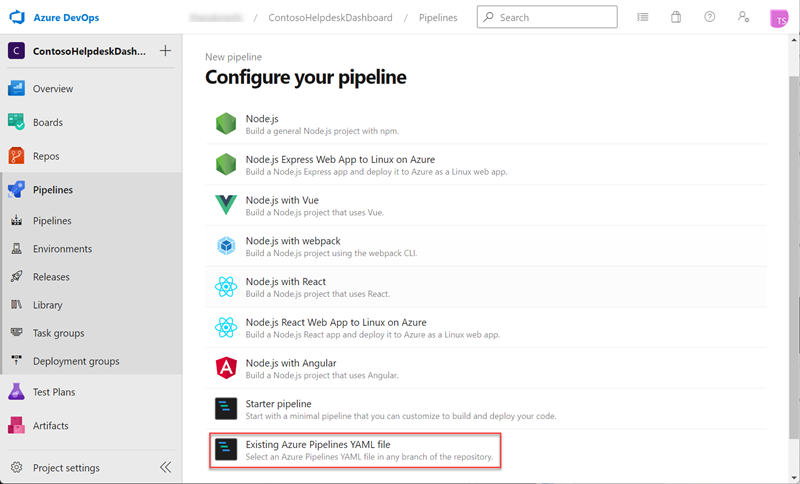 Azure DevOps
/ ContosoHelpdeskDashboard / Pipelines
Search
TS
C ContosoHelpdeskDash...
Overview
Boards
Repos
Pipelines
Pipelines
Environments
Releases
Library
Task groups
Deployment groups
Test Plans
Artifacts
Project settings
New pipeline
Configure your pipeline
Node.js
Build a general Node.js project with npm.
Node.js Express Web App to Linux on Azure
Build a Node.js Express app and deploy it to Azure as a Linux web app.
Node.js with Vue
Build a Node.js project that uses Vue.
Node.js with webpack
Build a Node.js project using the webpack CLI.
Node.js with React
Build a Node.js project that uses React.
Node.js React Web App to Linux on Azure
Build a Node.js React app and deploy it to Azure as a Linux web app.
Node.js with Angular
Build a Node.js project that uses Angular.
Starter pipeline
Start with a minimal pipeline that you can customize to build and deploy your code.
Existing Azure Pipelines YAML file
Select an Azure Pipelines YAML file in any branch of the repository.